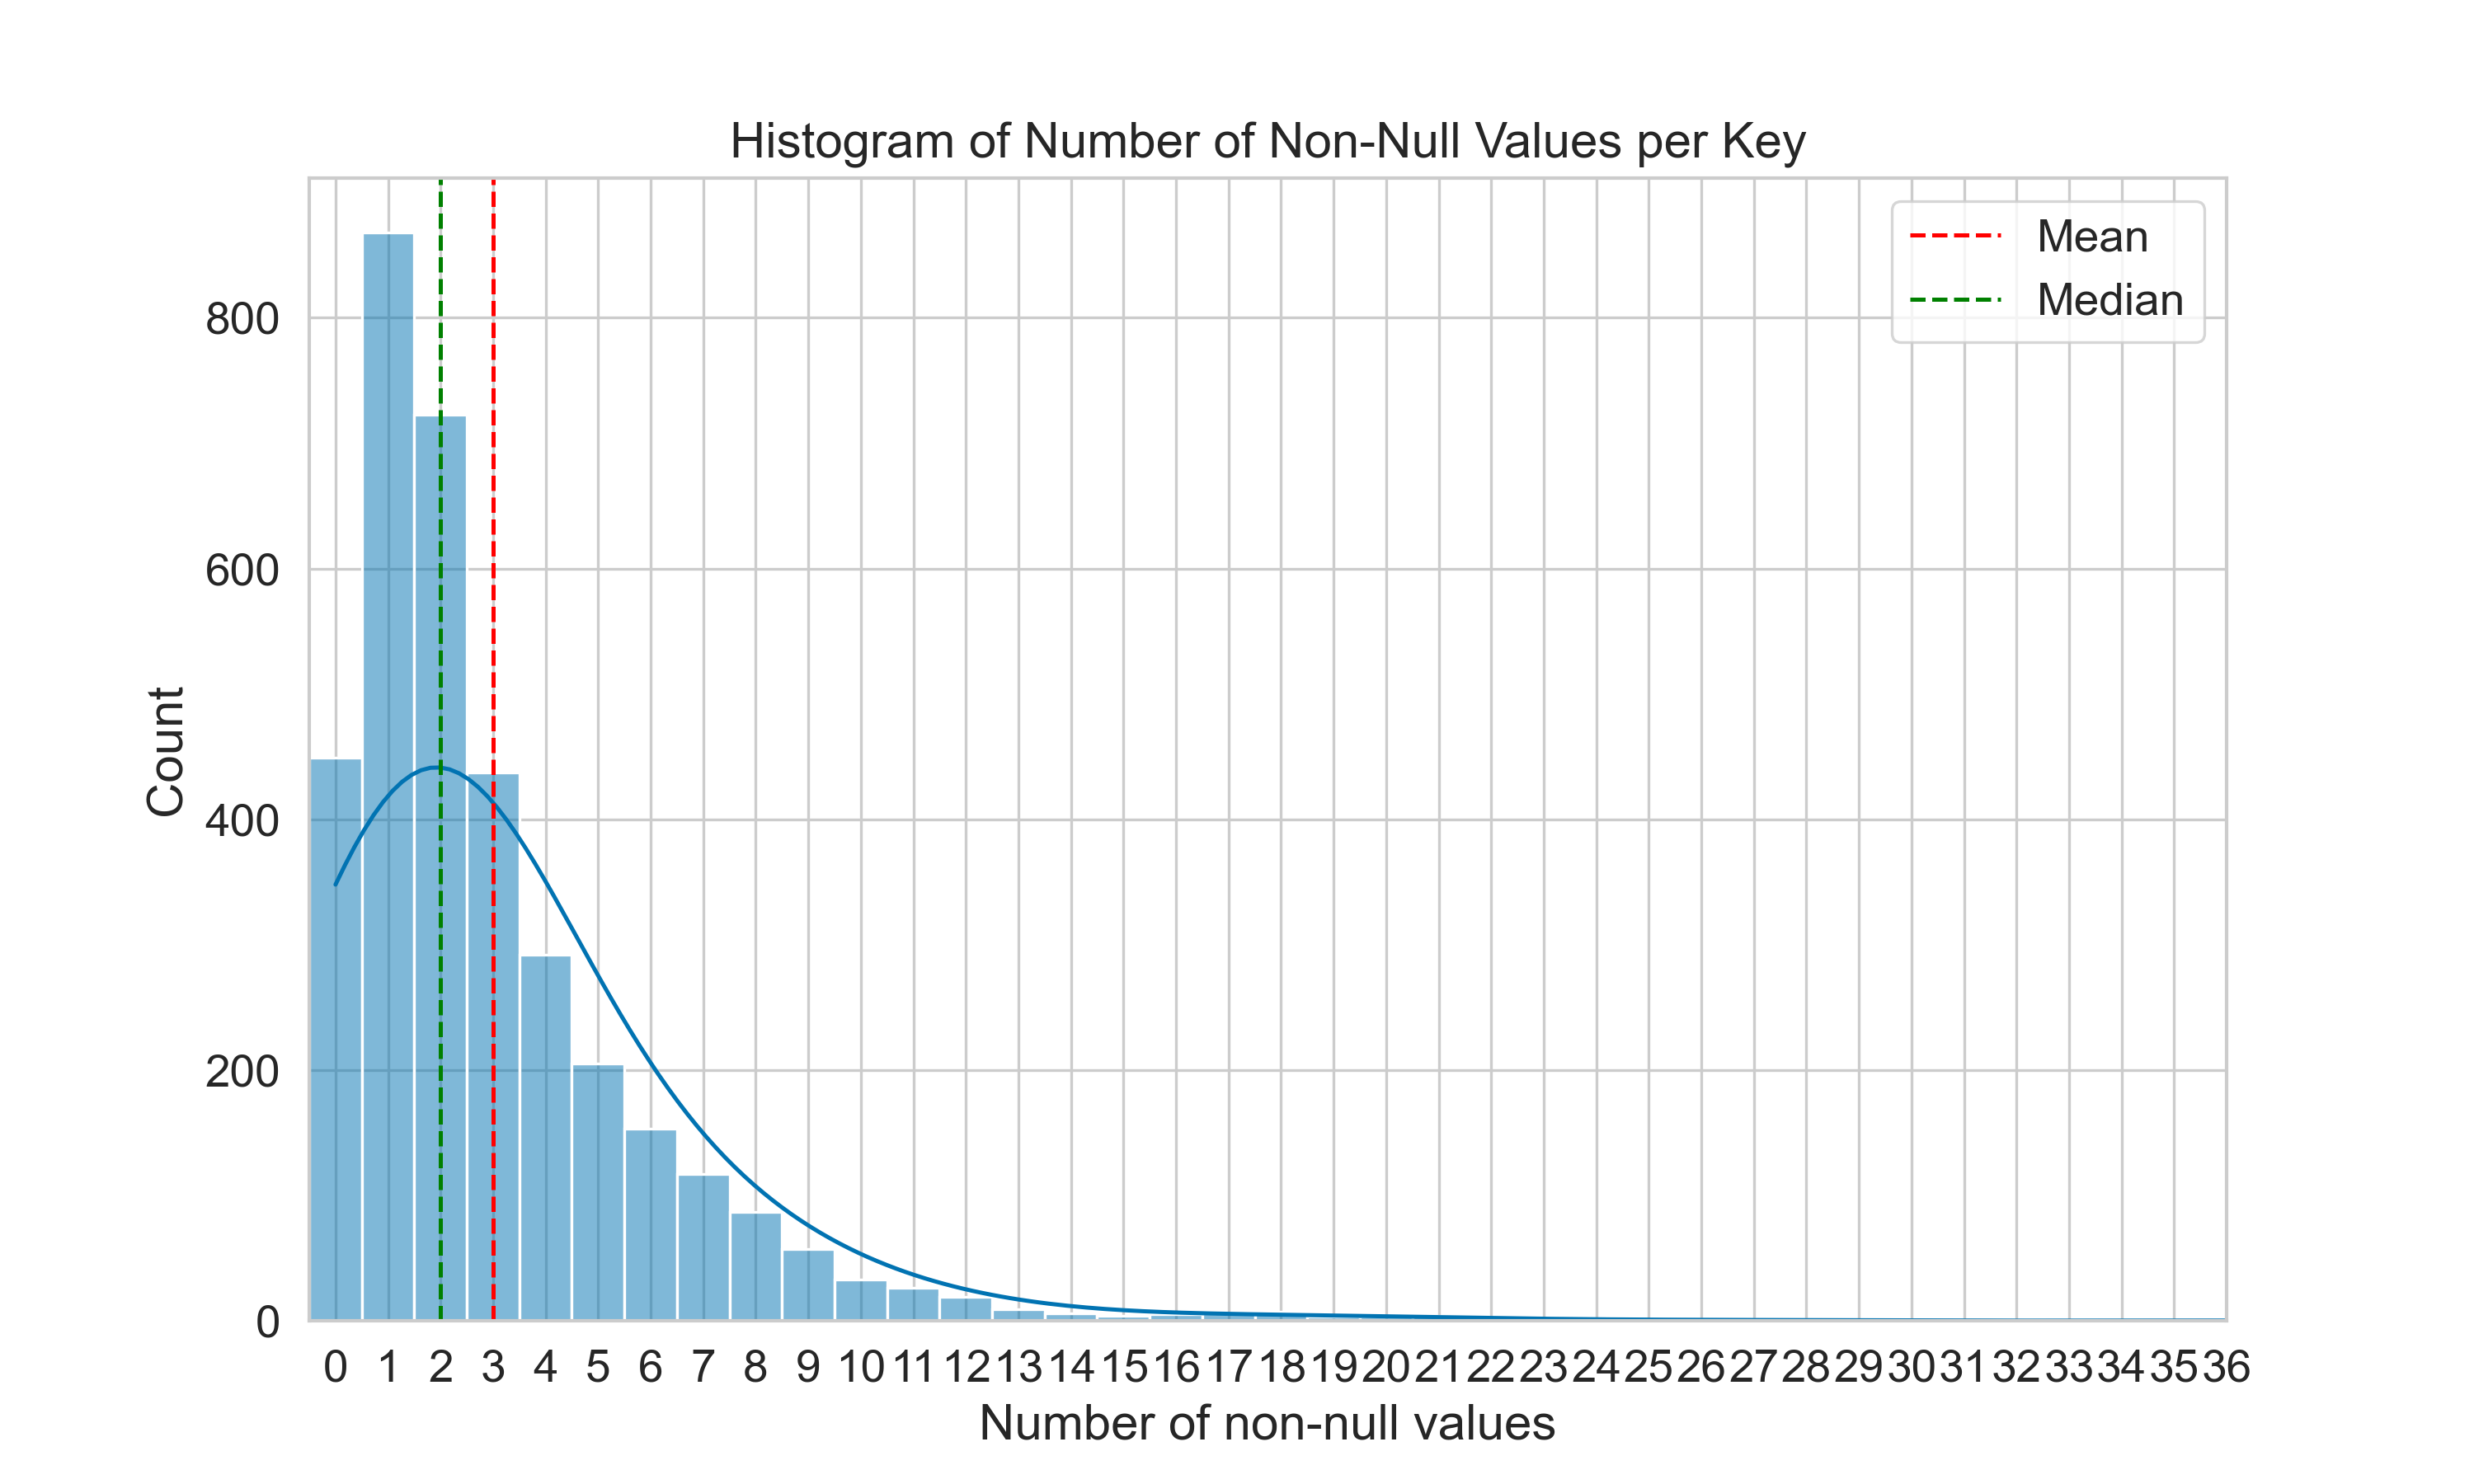 Histogram of Number of Non-Null Values per Key
Mean
Median
800
600
400
200
0
Count
0 1 2 3 4 5 6 7 8 9 10 11 12 13 14 15 16 17 18 19 20 21 22 23 24 25 26 27 28 29 30 31 32 33 34 35 36
Number of non-null values